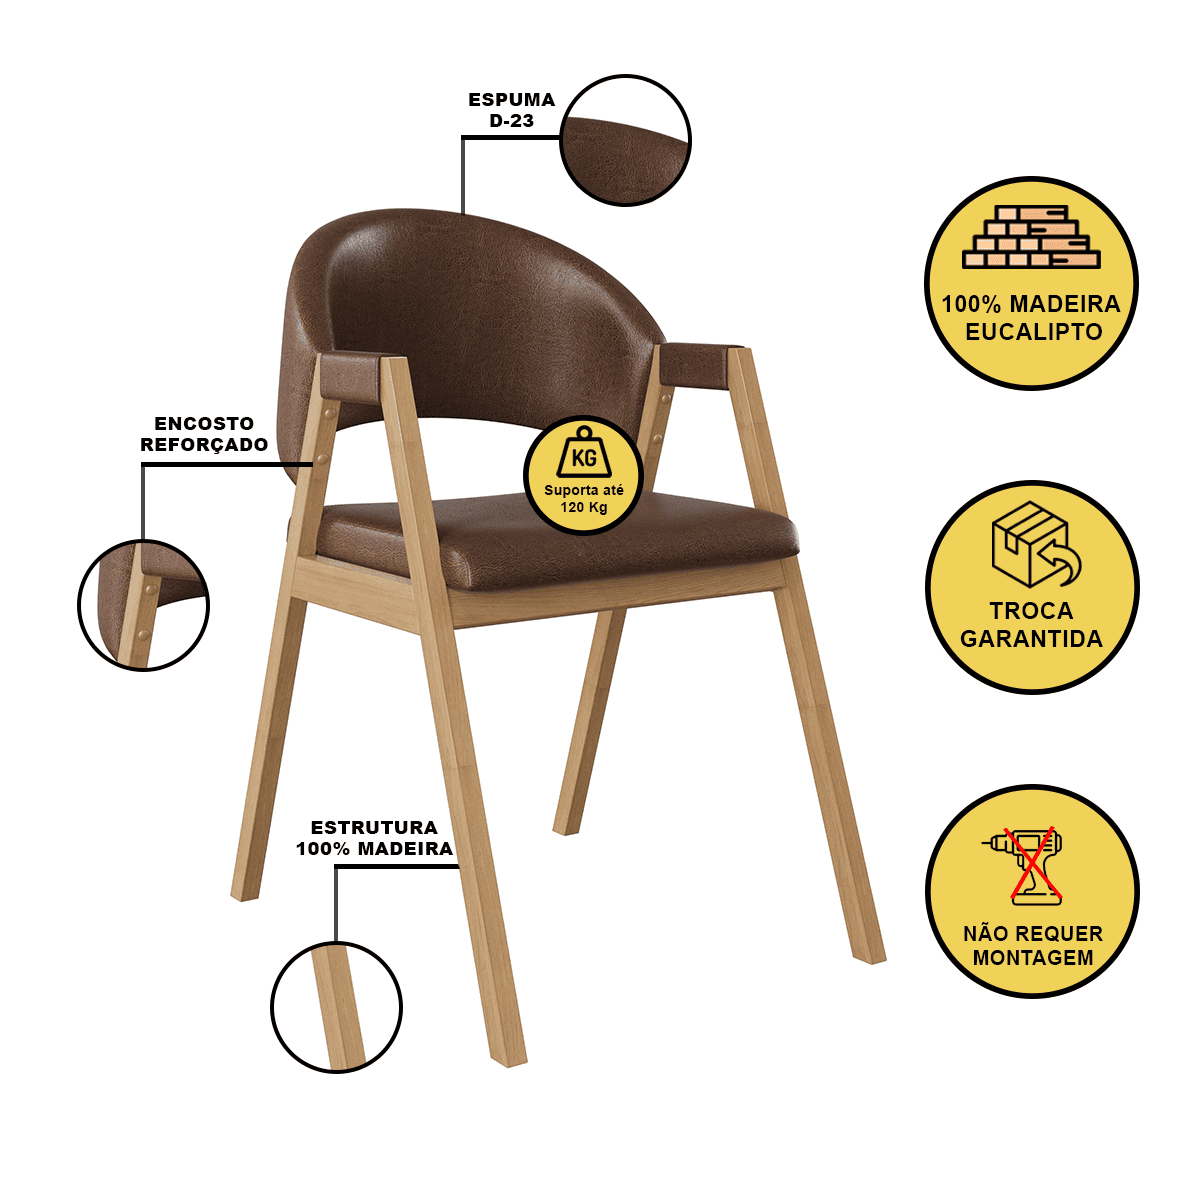 ESPUMA
D-23
ENCOSTO
REFORÇADO
KG
Suporta até
120 Kg
ESTRUTURA
100% MADEIRA
100% MADEIRA
EUCALIPTO
TROCA
GARANTIDA
NÃO REQUER
MONTAGEM